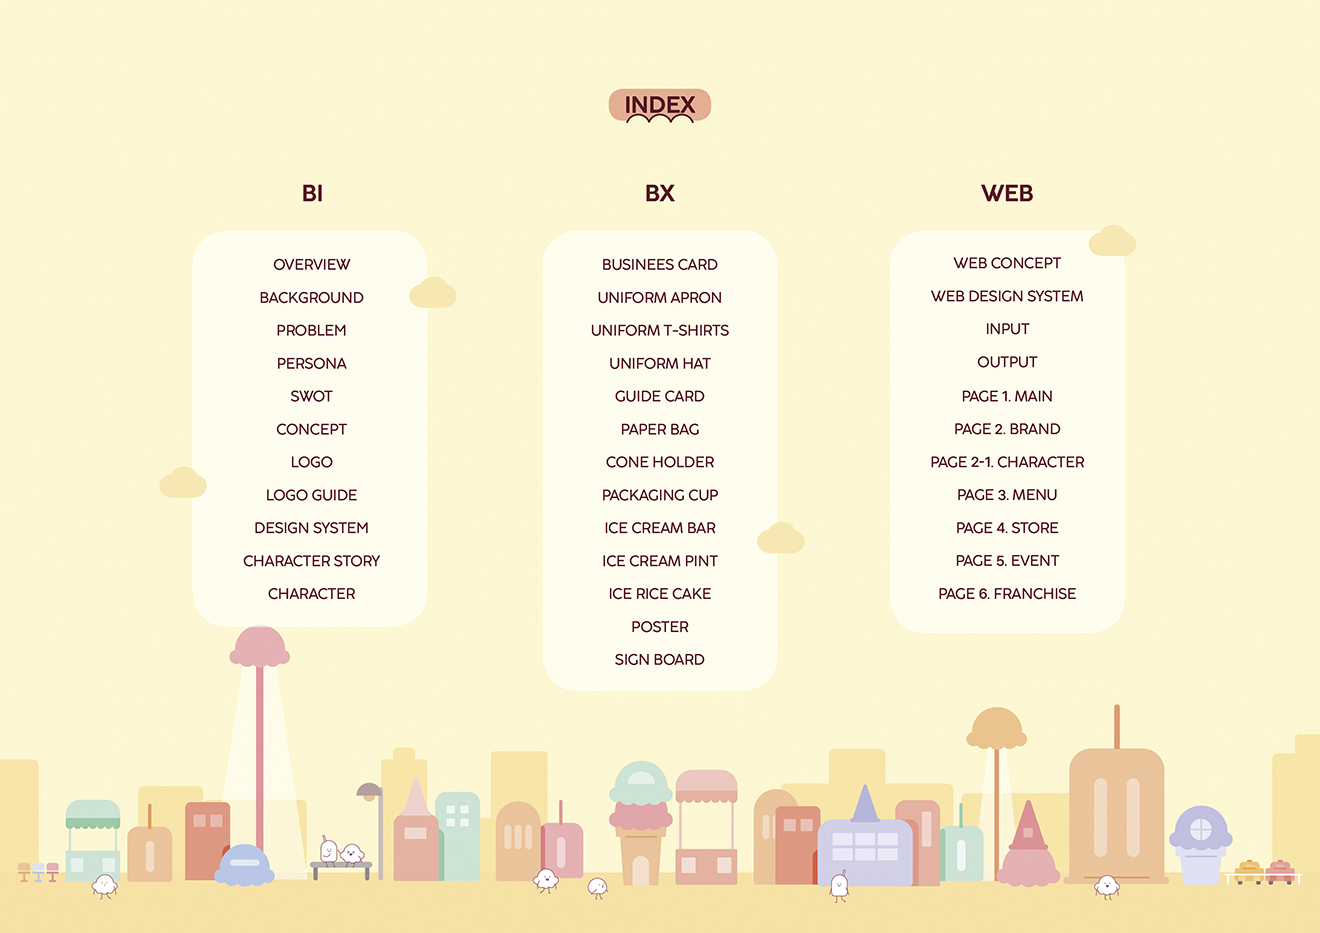 INDEX
BI
OVERVIEW
BACKGROUND
PROBLEM
PERSONA
SWOT
CONCEPT
LOGO
LOGO GUIDE
DESIGN SYSTEM
CHARACTER STORY
CHARACTER
BX
BUSINEES CARD
UNIFORM APRON
UNIFORM T-SHIRTS
UNIFORM HAT
GUIDE CARD
PAPER BAG
CONE HOLDER
PACKAGING CUP
ICE CREAM BAR
ICE CREAM PINT
ICE RICE CAKE
POSTER
SIGN BOARD
WEB
WEB CONCEPT
WEB DESIGN SYSTEM
INPUT
OUTPUT
PAGE 1. MAIN
PAGE 2. BRAND
PAGE 2-1. CHARACTER
PAGE 3. MENU
PAGE 4. STORE
PAGE 5. EVENT
PAGE 6. FRANCHISE